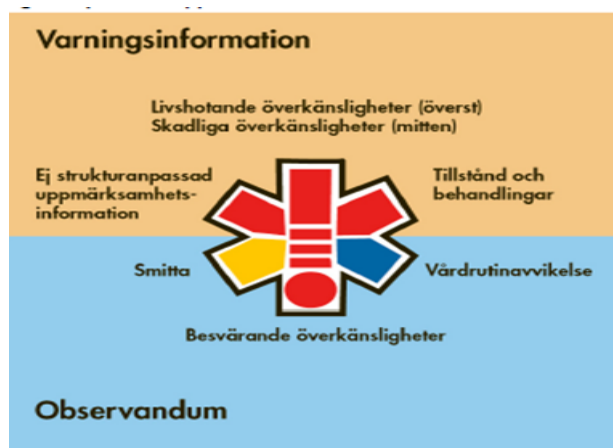 Varningsinformation
Livshotande överkänsligheter (överst)
Skadliga överkänsligheter (mitten)
Ej strukturanpassad
uppmärksamhets-
information
Tillstånd och
behandlingar
Smitta
Vårdrutinavvikelse
Besvärande överkänsligheter
Observandum